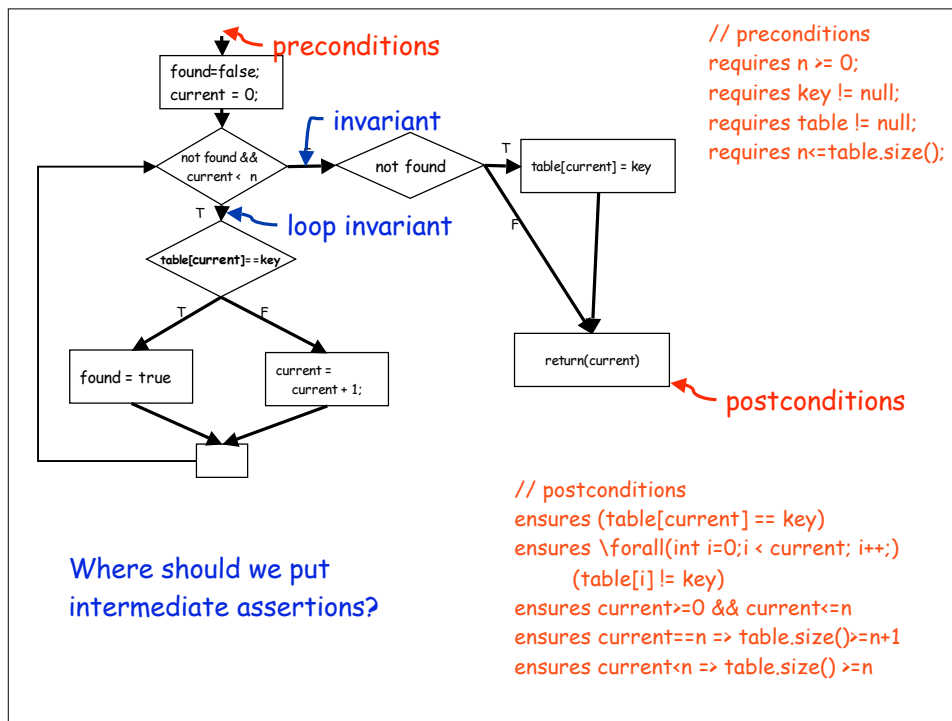 preconditions
found=false;
current = 0;
invariant
not found &&
current < n
T
not found
T
table[current] = key
F
loop invariant
table[current]==key
T
F
found = true
current =
current + 1;
return(current)
postconditions
// preconditions
requires n >= 0;
requires key != null;
requires table != null;
requires n<=table.size();
Where should we put
intermediate assertions?
// postconditions
ensures (table[current] == key)
ensures \forall(int i=0;i < current; i++;)
(table[i] != key)
ensures current>=0 && current<=n
ensures current==n => table.size()>=n+1
ensures current<n => table.size() >=n